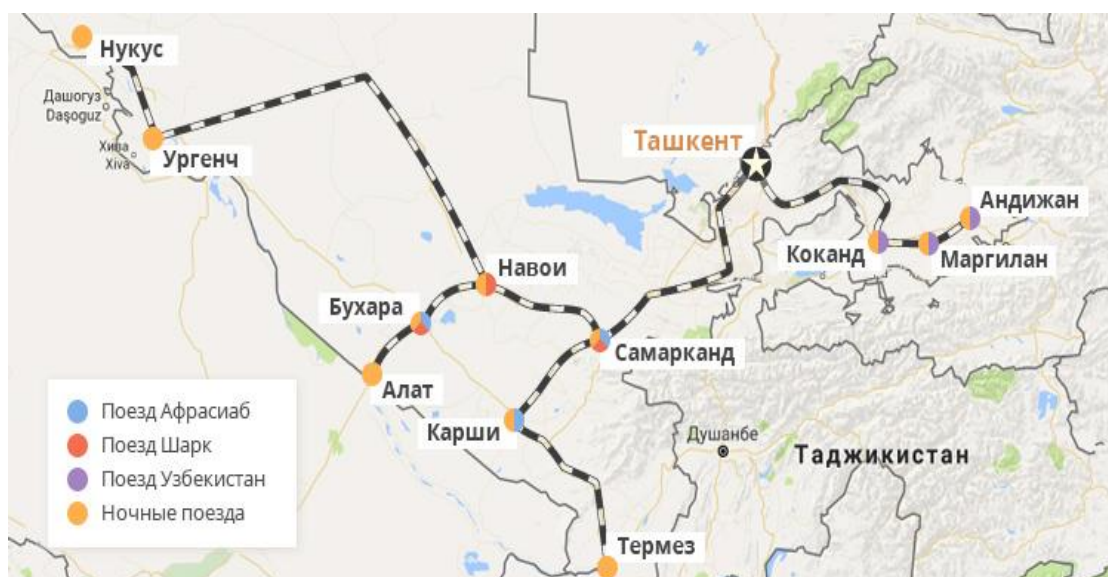 Нукус
Дашогуз
Daşoguz
Хива
Xiva
Ургенч
Ташкент
Андижан
Коканд
Маргилан
Навои
Бухара
Самарканд
Алат
Карши
Душанбе
Таджикистан
Термез
Поезд Афрасиаб
Поезд Шарк
Поезд Узбекистан
Ночные поезда